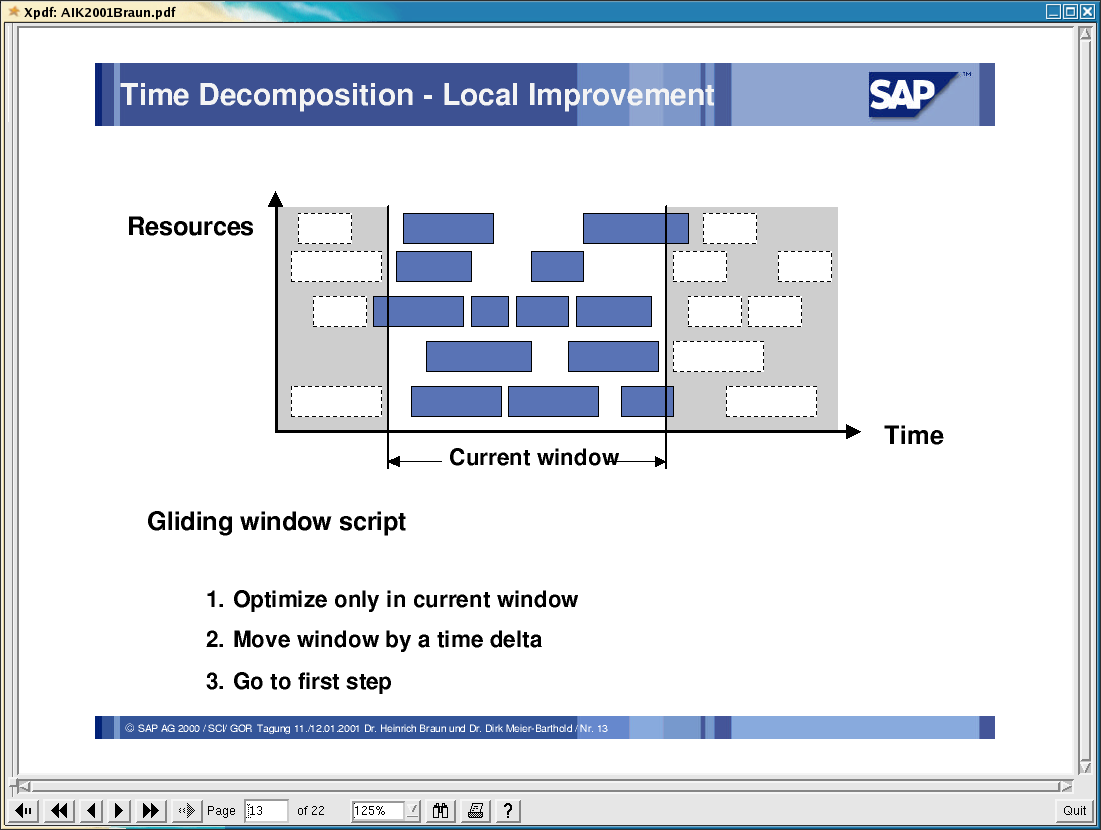 Xpdf: AIK2001Braun.pdf
Time Decomposition - Local Improvement
SAP
TM
Resources
Time
Current window
Gliding window script
1. Optimize only in current window
2. Move window by a time delta
3. Go to first step
© SAP AG 2000 / SCI/ GOR Tagung 11./12.01.2001 Dr. Heinrich Braun und Dr. Dirk Meier-Barthold / Nr. 13
Page 13 of 22 125% ? Quit